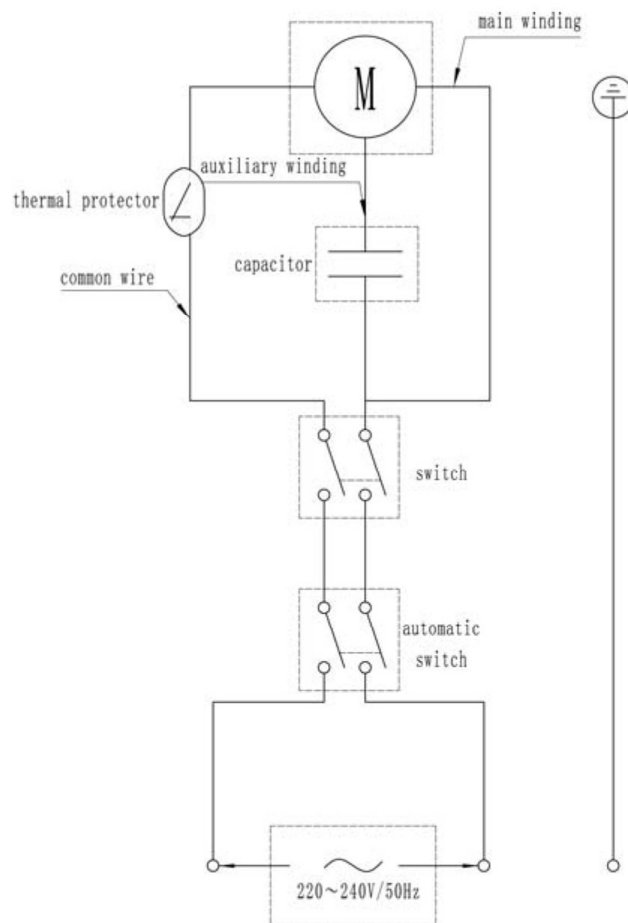 main winding
M
auxiliary winding
thermal protector
capacitor
common wire
switch
automatic
switch
220～240V/50Hz